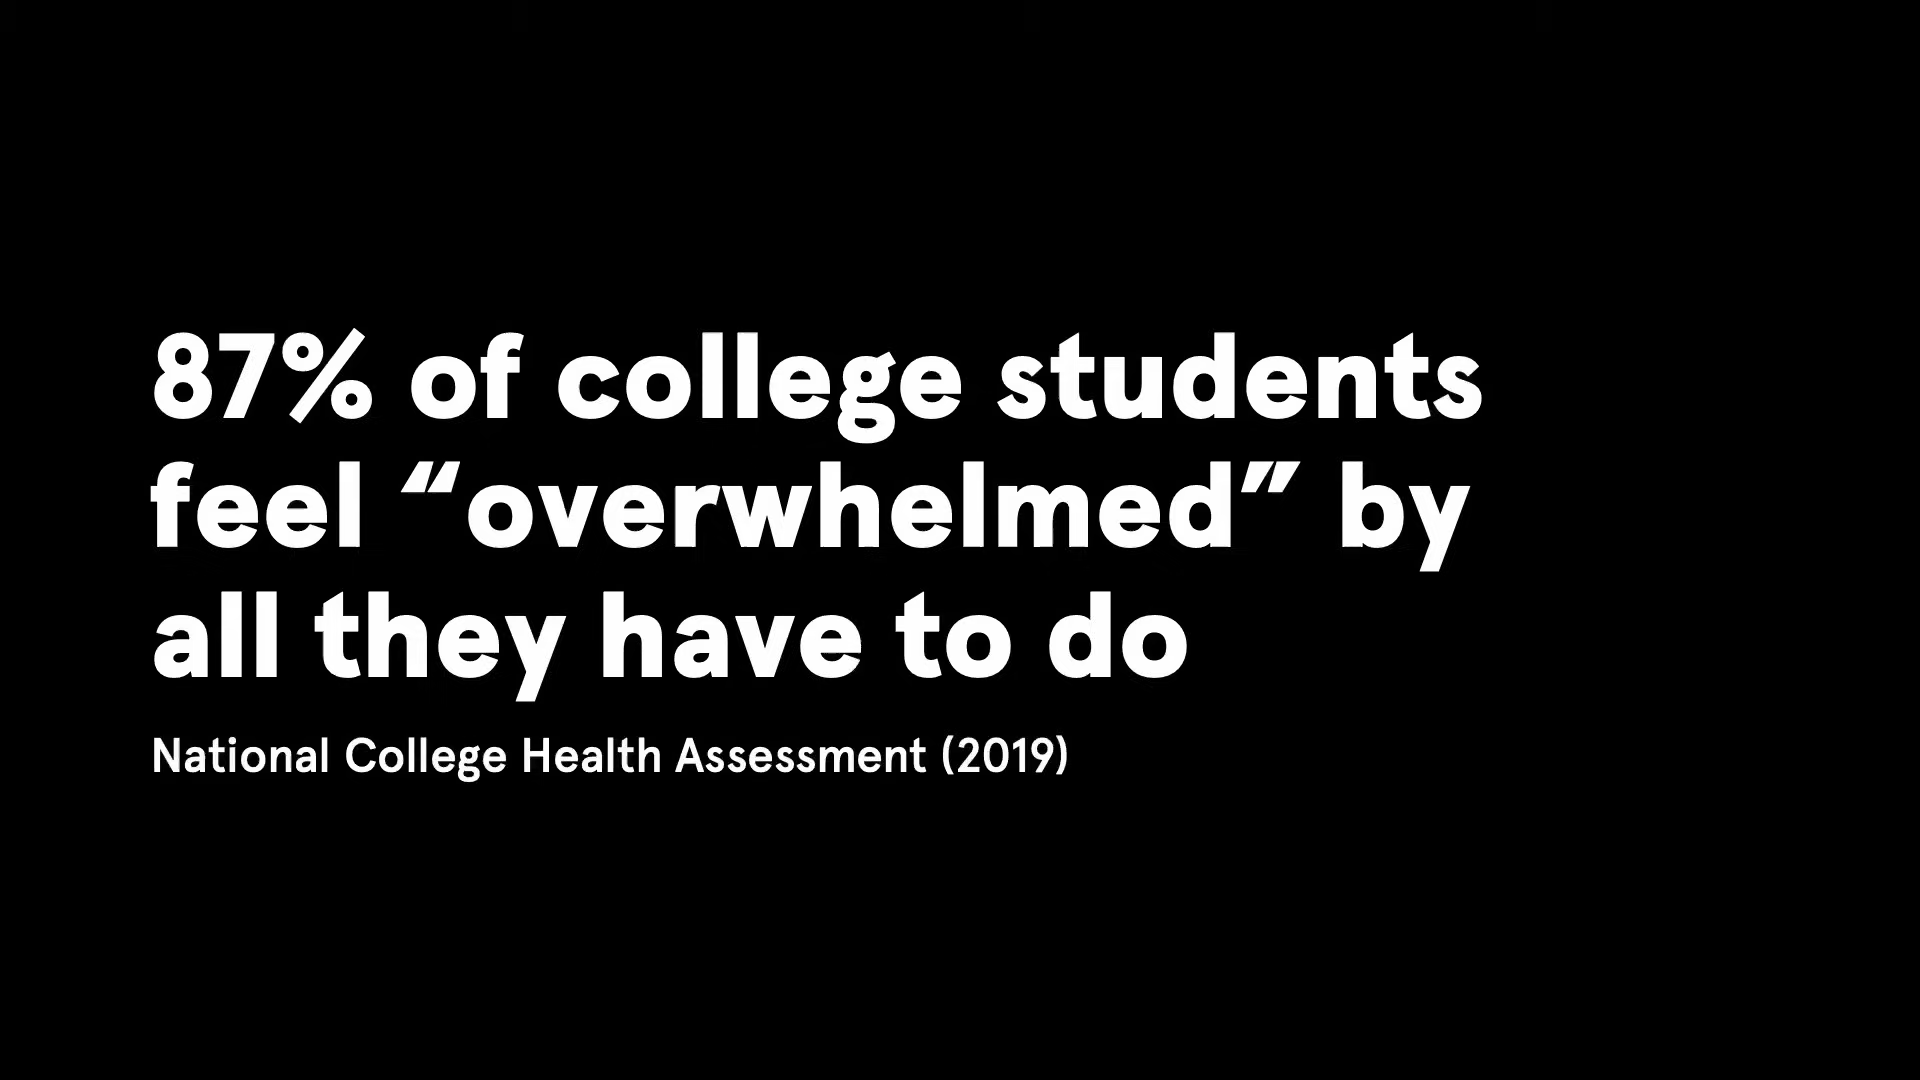 87% of college students
feel “overwhelmed” by
all they have to do
National College Health Assessment (2019)